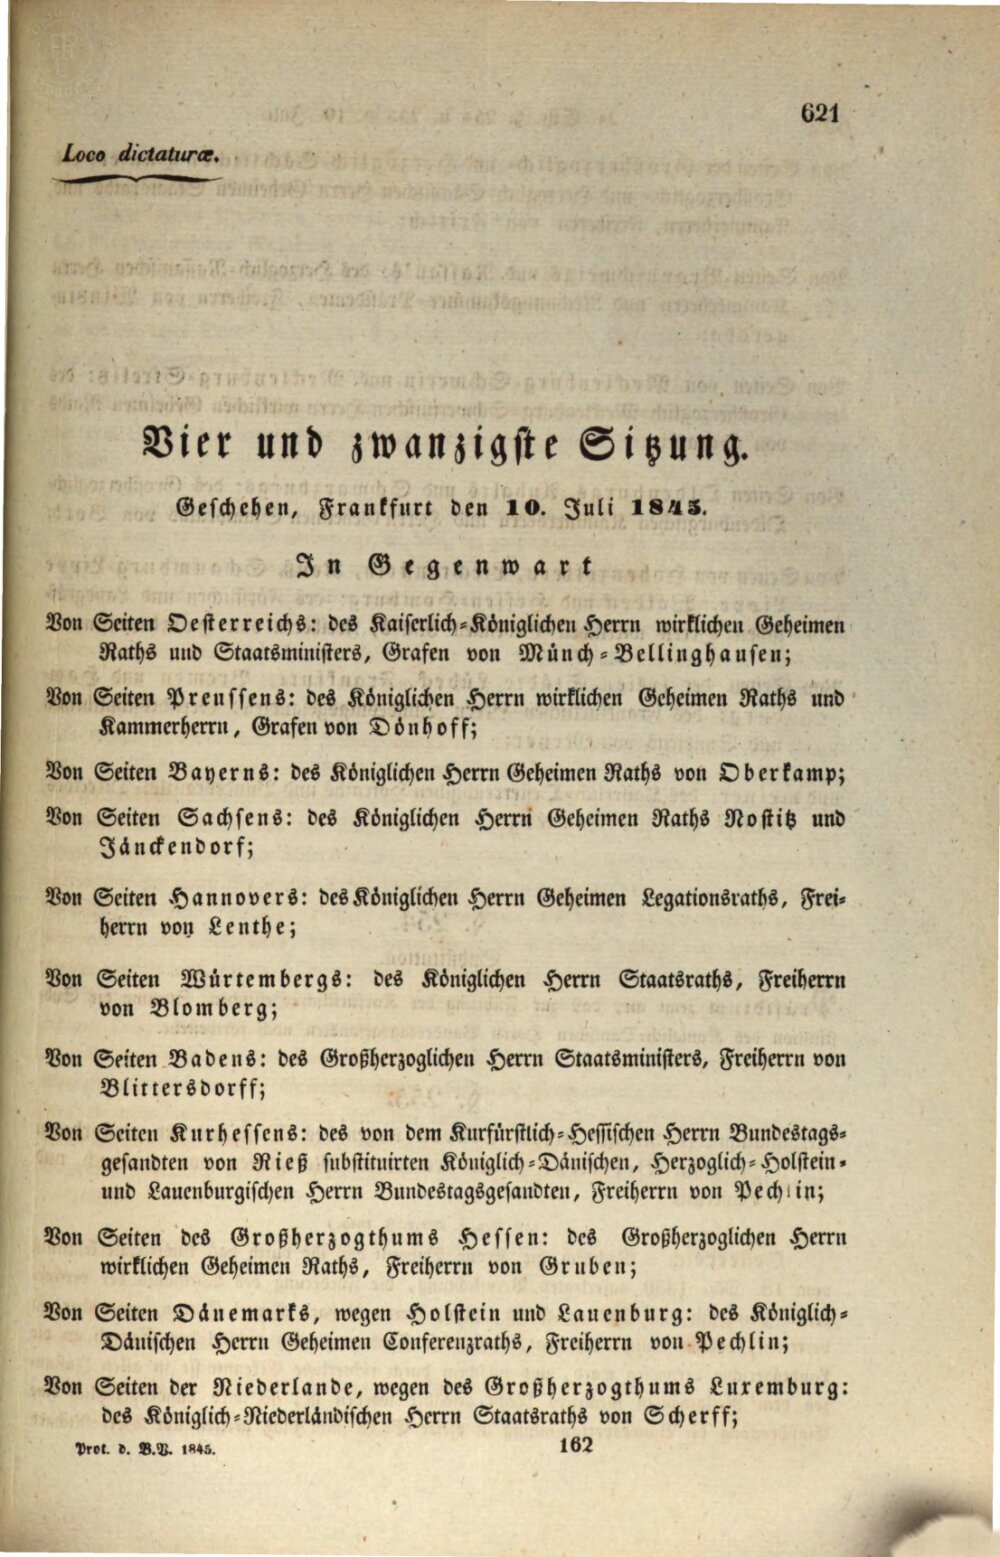 621
Loco dictaturæ.
Vier und zwanzigste Sitzung.
Geschehen, Frankfurt den 10. Juli 1845.
In Gegenwart
Von Seiten Oesterreichs: des Kaiserlich-Königlichen Herrn wirklichen Geheimen
Raths und Staatsministers, Grafen von Münch-Bellinghausen;
Von Seiten Preussens: des Königlichen Herrn wirklichen Geheimen Raths und
Kammerherrn, Grafen von Dönhoff;
Von Seiten Bayerns: des Königlichen Herrn Geheimen Raths von Oberkamp;
Von Seiten Sachsens: des Königlichen Herrn Geheimen Raths Nostitz und
Jänckendorf;
Von Seiten Hannovers: des Königlichen Herrn Geheimen Legationsraths, Frei-
herrn von Lenthe;
Von Seiten Würtembergs: des Königlichen Herrn Staatsraths, Freiherrn
von Blomberg;
Von Seiten Badens: des Großherzoglichen Herrn Staatsministers, Freiherrn von
Blittersdorff;
Von Seiten Kurhessens: des von dem Kurfürstlich-Hessischen Herrn Bundestags-
gesandten von Rieß substituirten Königlich-Dänischen, Herzoglich-Holstein-
und Lauenburgischen Herrn Bundestagsgesandten, Freiherrn von Pechlin;
Von Seiten des Großherzogthums Hessen: des Großherzoglichen Herrn
wirklichen Geheimen Raths, Freiherrn von Gruben;
Von Seiten Dänemarks, wegen Holstein und Lauenburg: des Königlich-
Dänischen Herrn Geheimen Conferenzraths, Freiherrn von Pechlin;
Von Seiten der Niederlande, wegen des Großherzogthums Luxemburg:
des Königlich-Niederländischen Herrn Staatsraths von Scherff;
Prot. d. B.V. 1845.
162